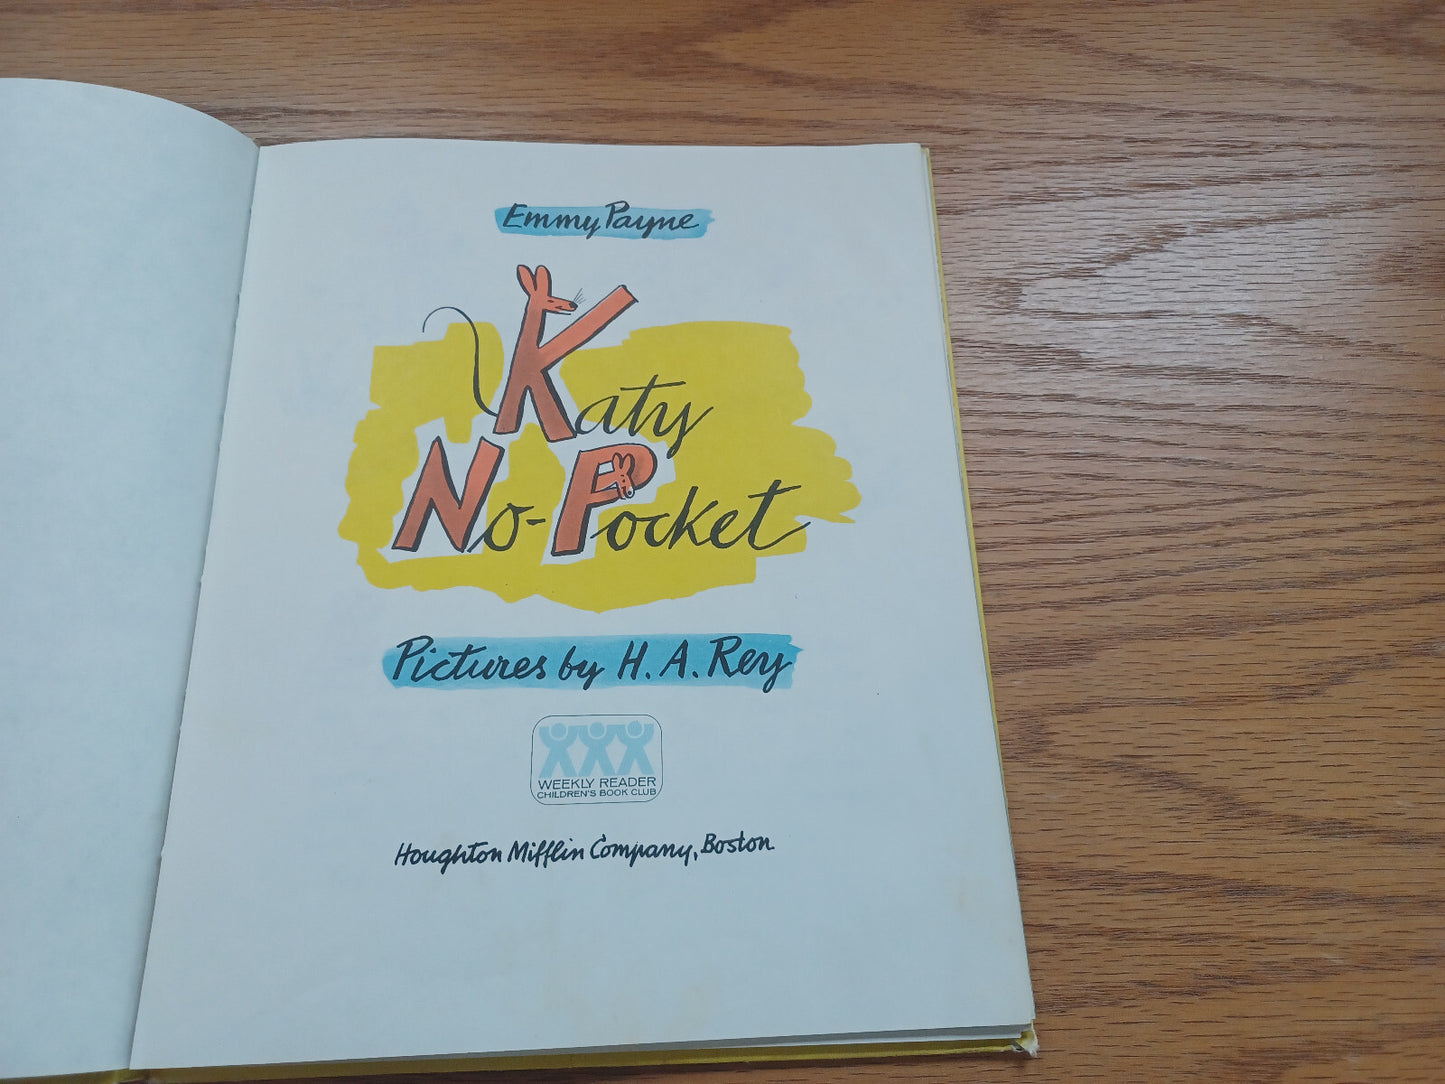 Emmy Payne
Katy
No-Pocket
Pictures by H. A. Rey
WEEKLY READER
CHILDREN'S BOOK CLUB
Houghton Mifflin Company, Boston